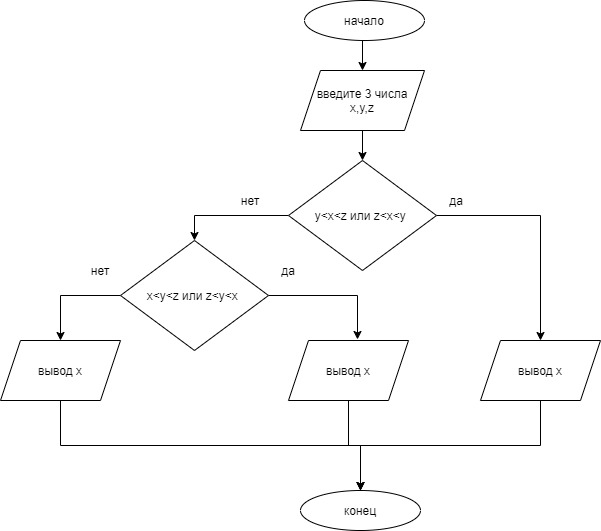 начало
введите 3 числа
x,y,z
нет
да
y<x<z или z<x<y
нет
да
x<y<z или z<y<x
вывод x
вывод x
вывод x
конец